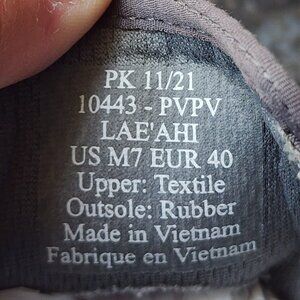 PK 11/21
10443 - PVPV
LAE'AHI
US M7 EUR 40
Upper: Textile
Outsole: Rubber
Made in Vietnam
Fabrique en Vietnam